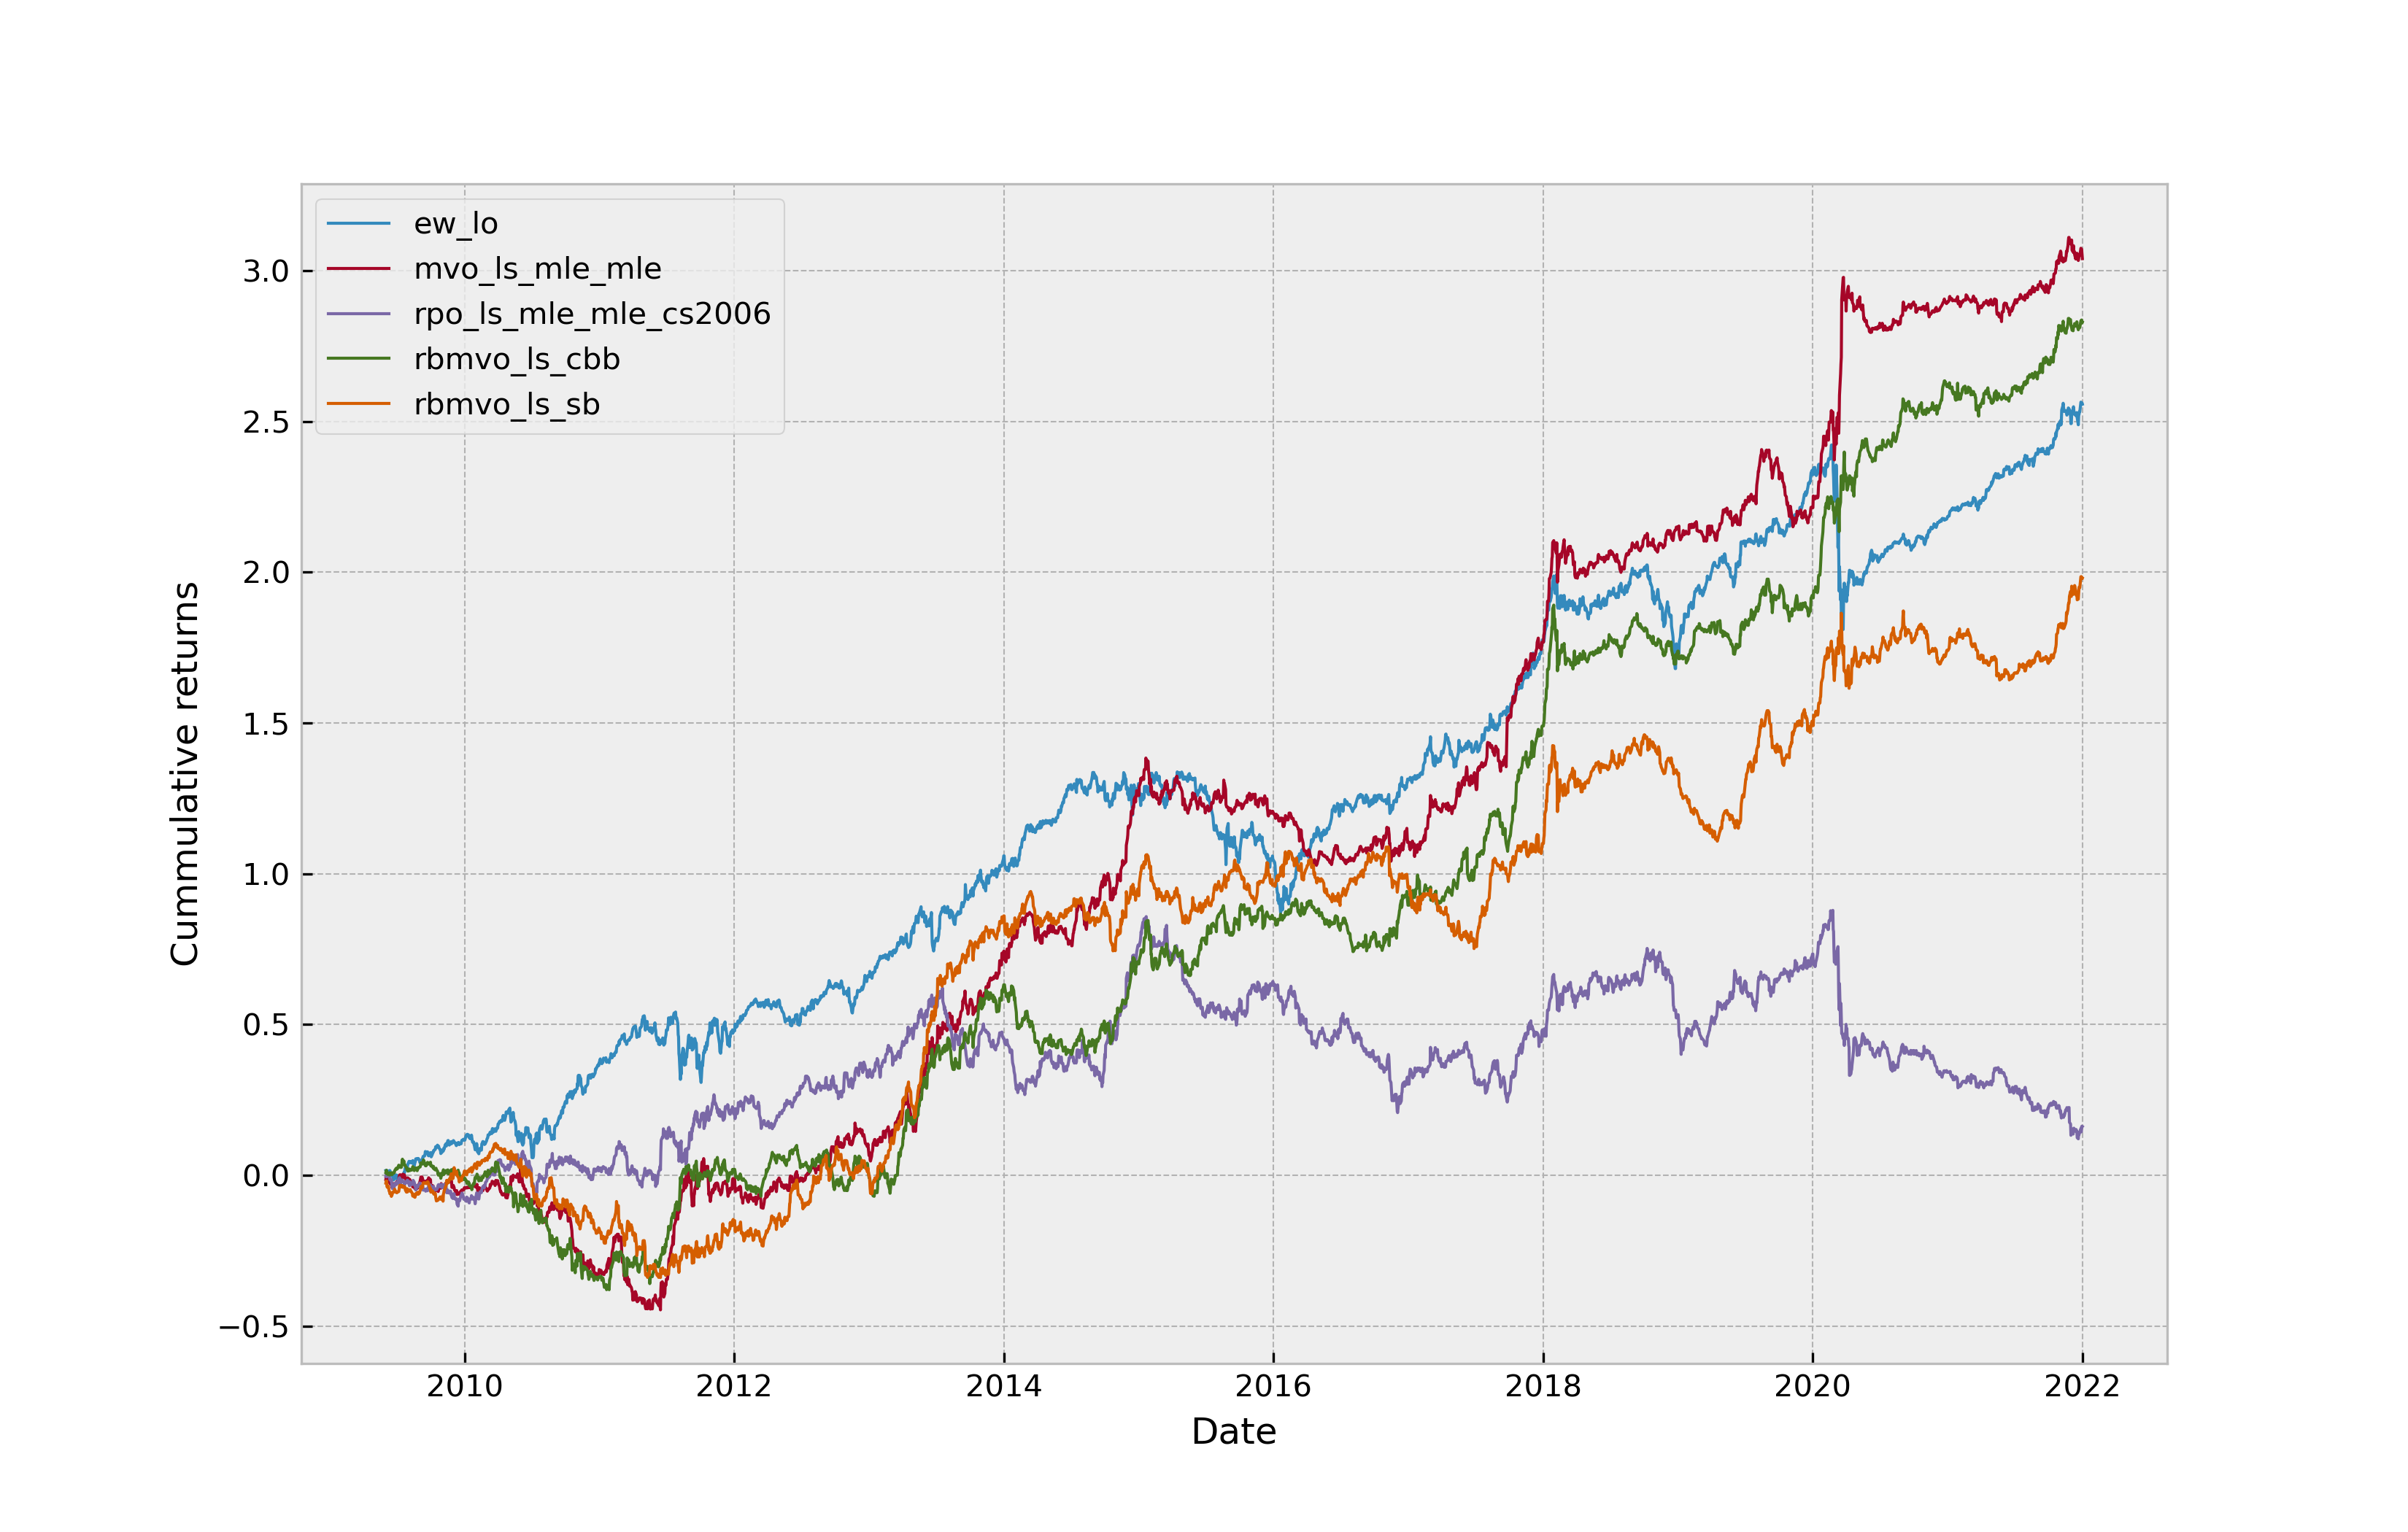 ew_lo
mvo_ls_mle_mle
rpo_ls_mle_mle_cs2006
rbmvo_ls_cbb
rbmvo_ls_sb
3.0
2.5
2.0
1.5
1.0
0.5
0.0
−0.5
Cummulative returns
2010 2012 2014 2016 2018 2020 2022
Date